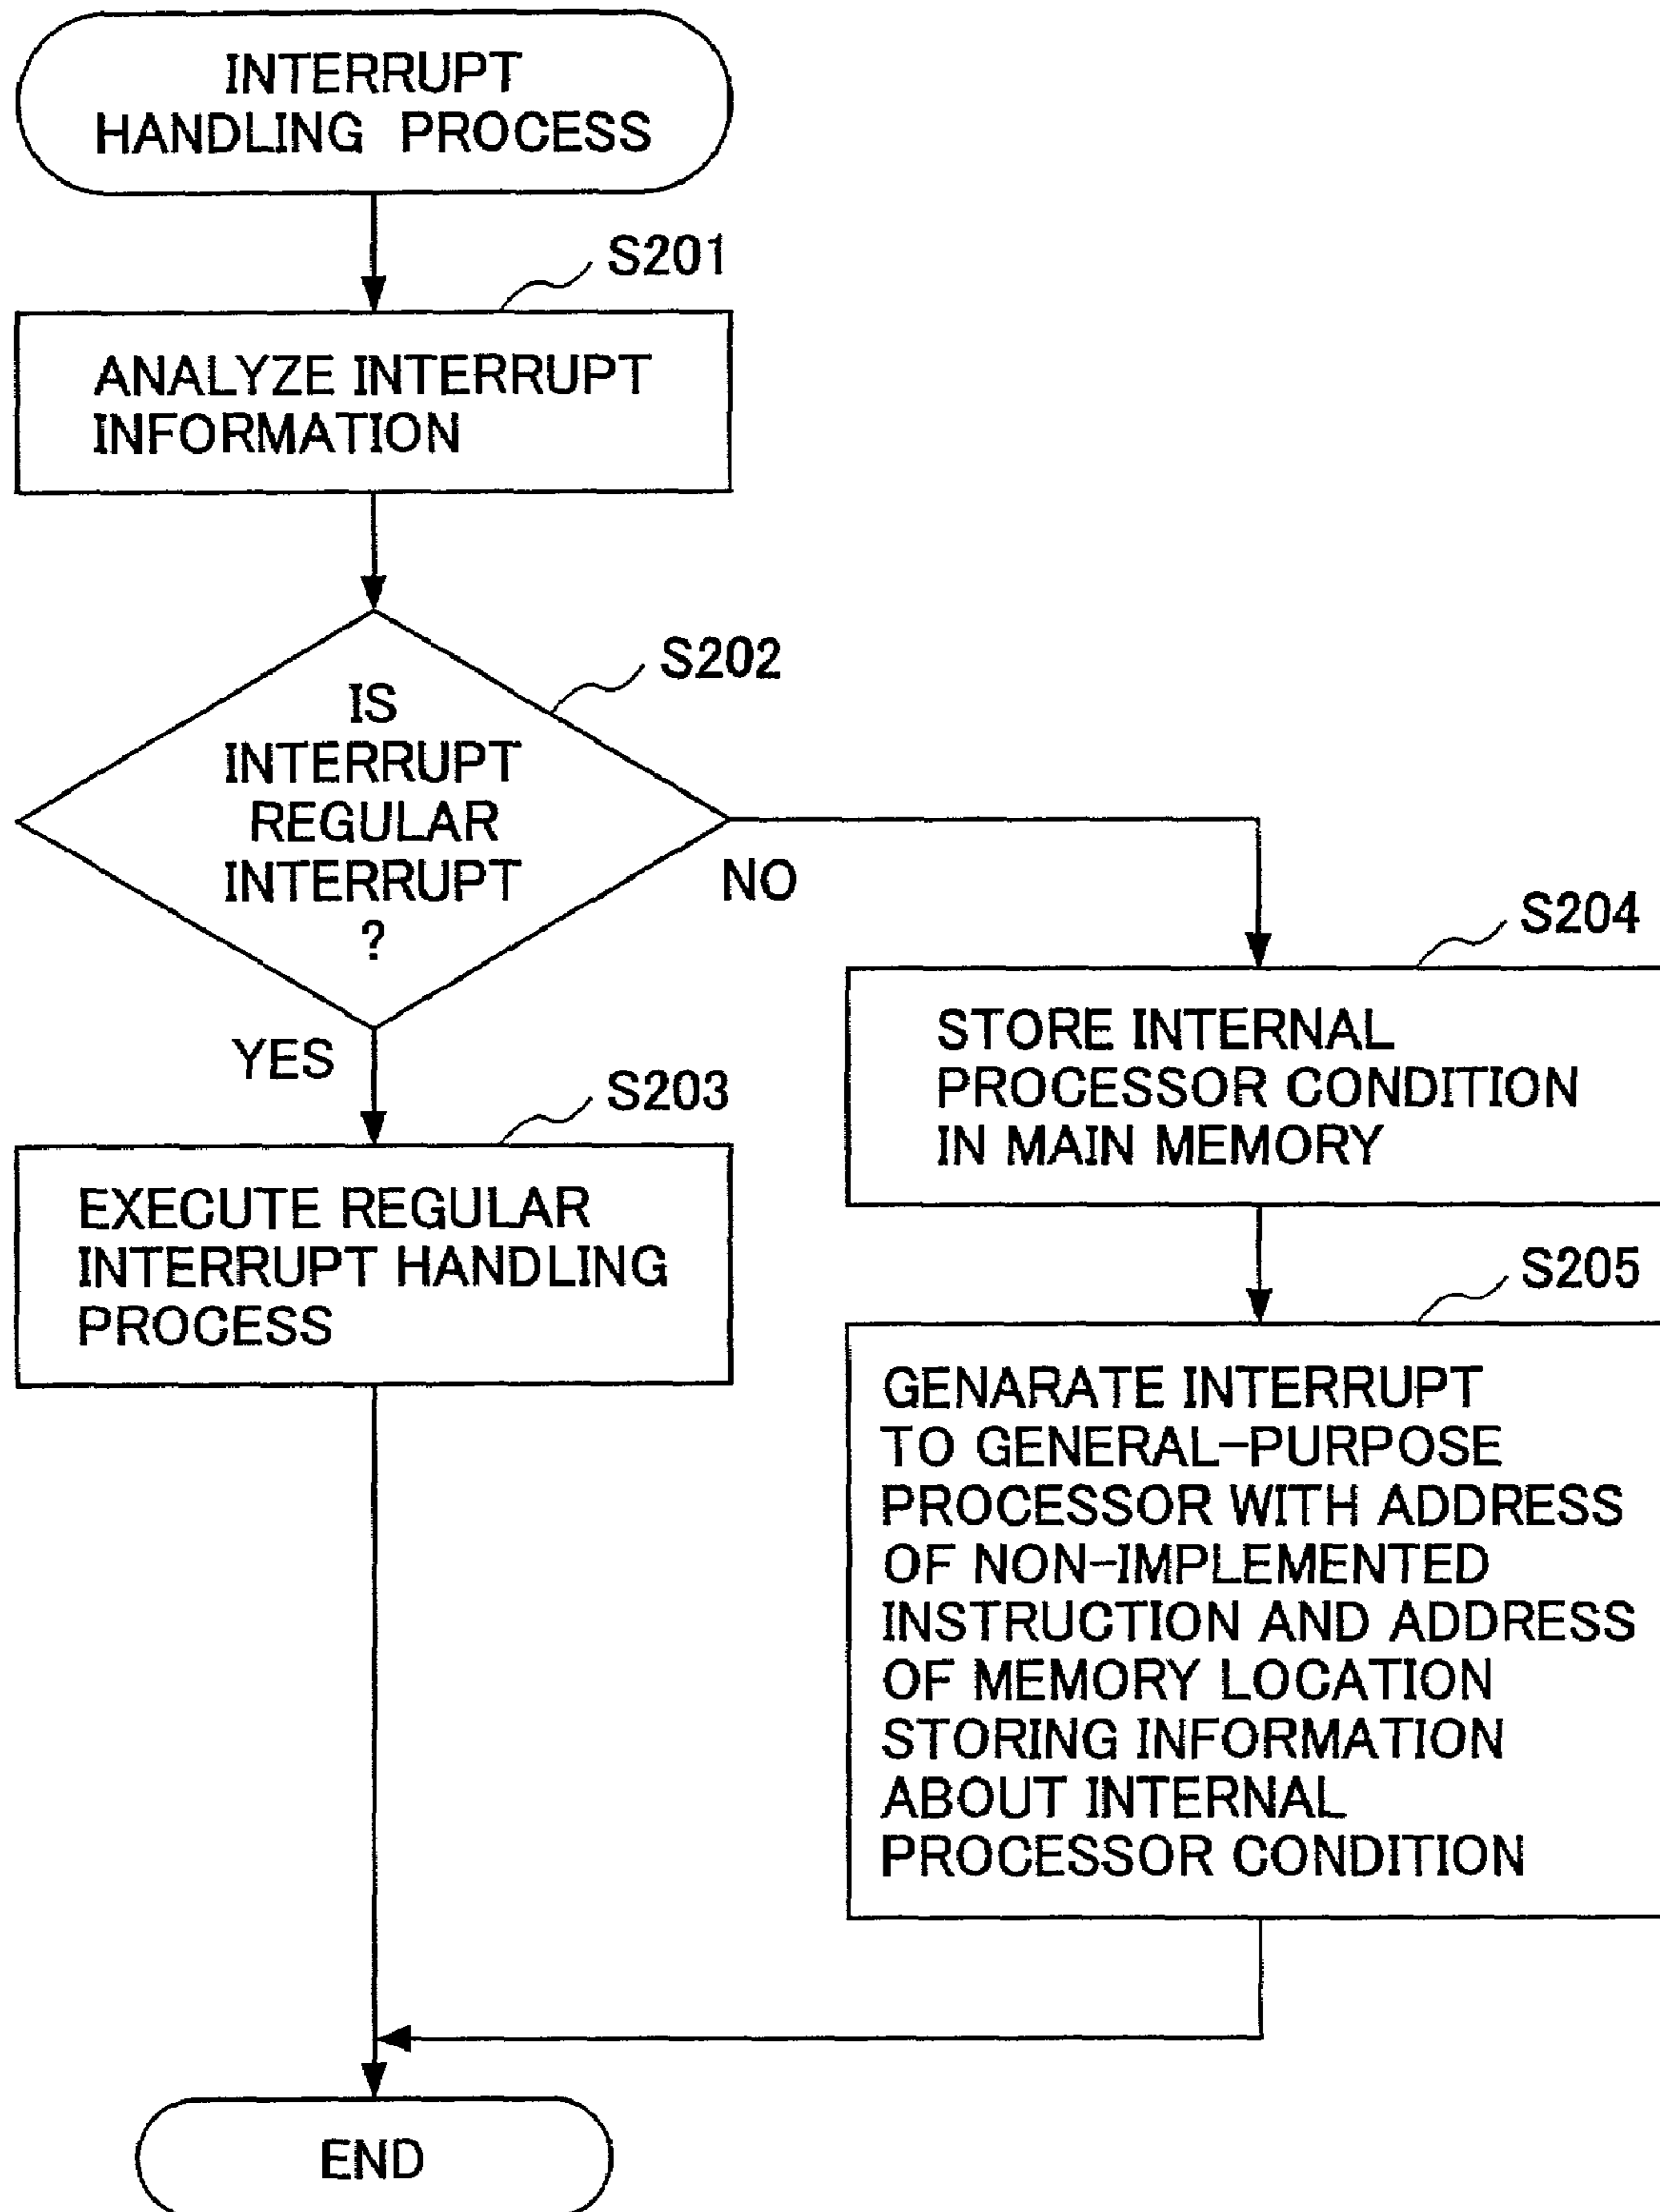 INTERRUPT
HANDLING PROCESS
S201
ANALYZE INTERRUPT
INFORMATION
S202
IS
INTERRUPT
REGULAR
INTERRUPT
?
NO
YES
S203
EXECUTE REGULAR
INTERRUPT HANDLING
PROCESS
S204
STORE INTERNAL
PROCESSOR CONDITION
IN MAIN MEMORY
S205
GENARATE INTERRUPT
TO GENERAL-PURPOSE
PROCESSOR WITH ADDRESS
OF NON-IMPLEMENTED
INSTRUCTION AND ADDRESS
OF MEMORY LOCATION
STORING INFORMATION
ABOUT INTERNAL
PROCESSOR CONDITION
END